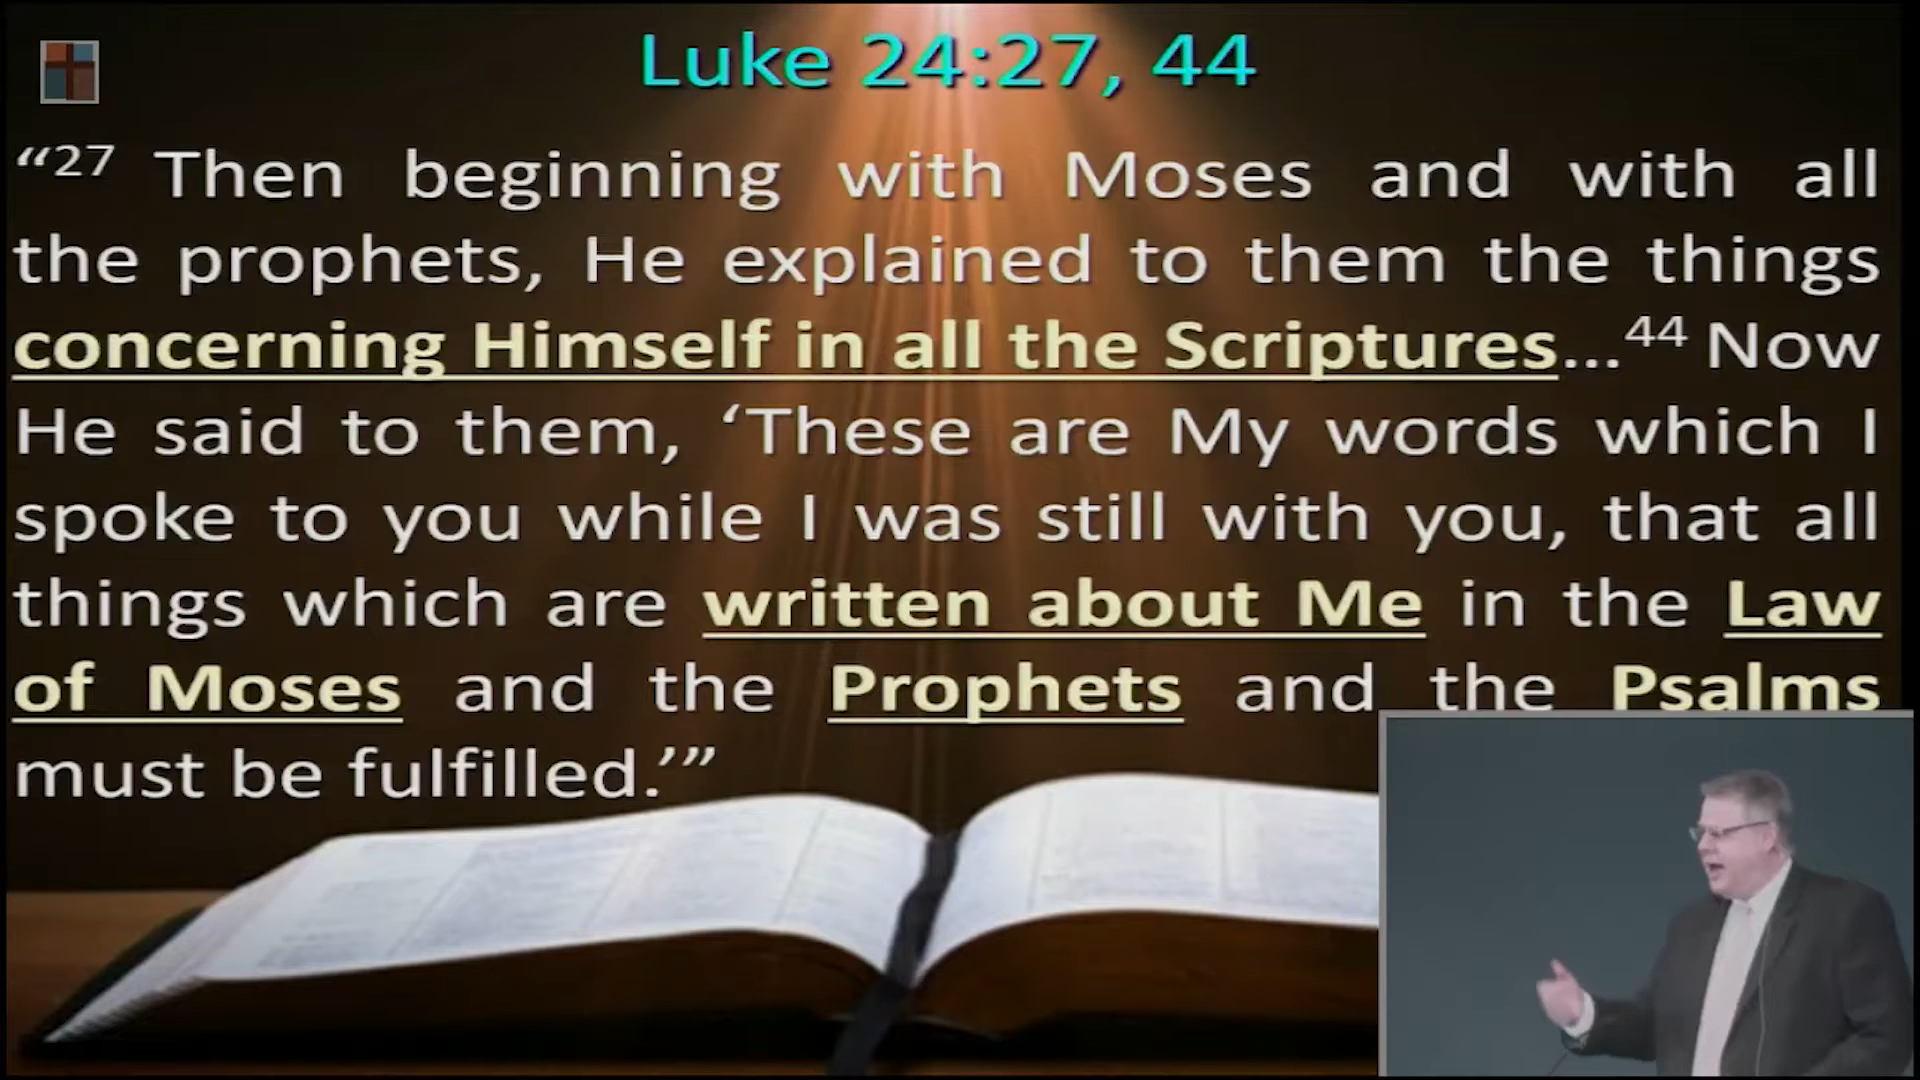 Luke 24:27, 44
“27 Then beginning with Moses and with all
the prophets, He explained to them the things
concerning Himself in all the Scriptures…44 Now
He said to them, ‘These are My words which I
spoke to you while I was still with you, that all
things which are written about Me in the Law
of Moses and the Prophets and the Psalms
must be fulfilled.’”